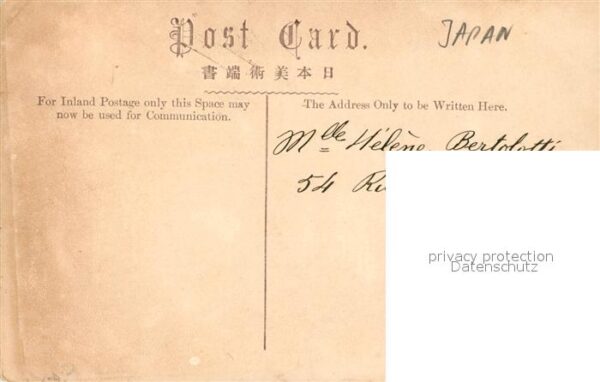 Post Card.
JAPAN
書端術美本日
For Inland Postage only this Space may
now be used for Communication.
The Address Only to be Written Here.
Mlle Hélène Bertolotti
54
privacy protection
Datenschutz